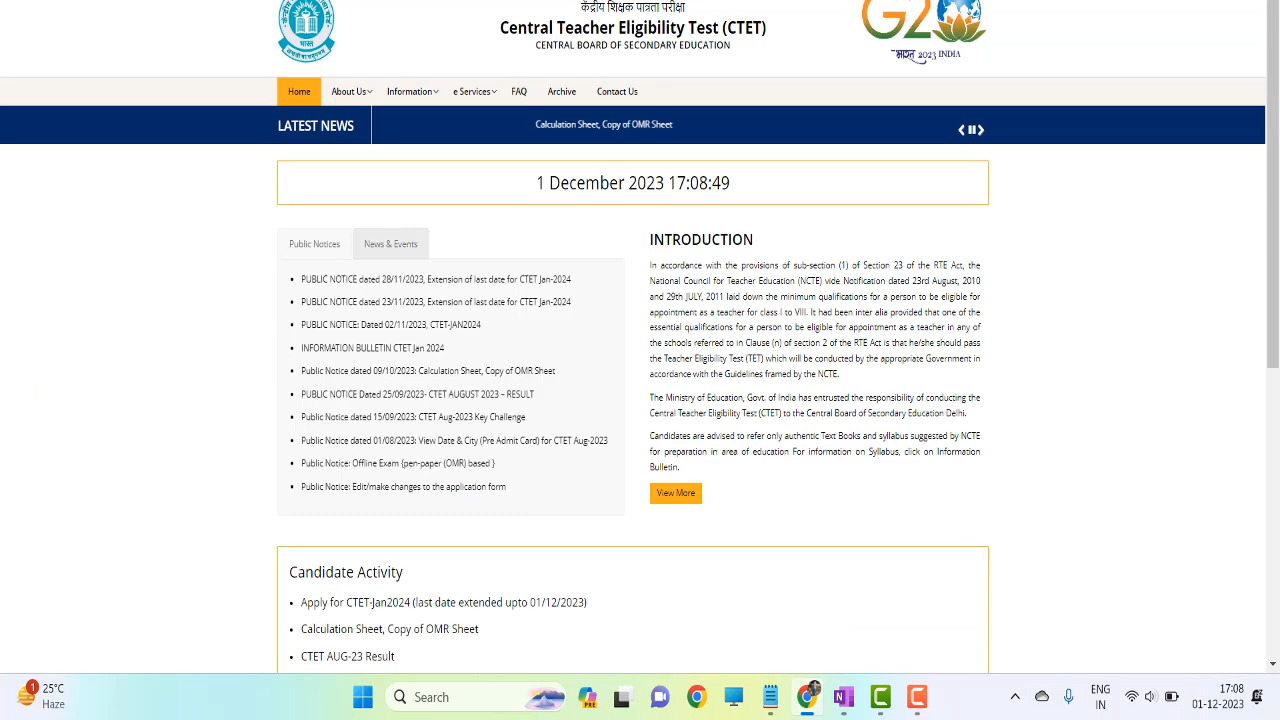 केंद्रीय शिक्षक पात्रता परीक्षा
Central Teacher Eligibility Test (CTET)
CENTRAL BOARD OF SECONDARY EDUCATION
भारत
G20
भारत 2023 INDIA
Home
About Us
Information
e Services
FAQ
Archive
Contact Us
LATEST NEWS
Calculation Sheet, Copy of OMR Sheet
1 December 2023 17:08:49
Public Notices
News & Events
PUBLIC NOTICE dated 28/11/2023, Extension of last date for CTET Jan-2024
PUBLIC NOTICE dated 23/11/2023, Extension of last date for CTET Jan-2024
PUBLIC NOTICE: Dated 02/11/2023, CTET-JAN2024
INFORMATION BULLETIN CTET Jan 2024
Public Notice dated 09/10/2023: Calculation Sheet, Copy of OMR Sheet
PUBLIC NOTICE Dated 25/09/2023- CTET AUGUST 2023 – RESULT
Public Notice dated 15/09/2023: CTET Aug-2023 Key Challenge
Public Notice dated 01/08/2023: View Date & City (Pre Admit Card) for CTET Aug-2023
Public Notice: Offline Exam {pen-paper (OMR) based }
Public Notice: Edit/make changes to the application form
INTRODUCTION
In accordance with the provisions of sub-section (1) of Section 23 of the RTE Act, the
National Council for Teacher Education (NCTE) vide Notification dated 23rd August, 2010
and 29th JULY, 2011 laid down the minimum qualifications for a person to be eligible for
appointment as a teacher for class I to VIII. It had been inter alia provided that one of the
essential qualifications for a person to be eligible for appointment as a teacher in any of
the schools referred to in Clause (n) of section 2 of the RTE Act is that he/she should pass
the Teacher Eligibility Test (TET) which will be conducted by the appropriate Government in
accordance with the Guidelines framed by the NCTE.
The Ministry of Education, Govt. of India has entrusted the responsibility of conducting the
Central Teacher Eligibility Test (CTET) to the Central Board of Secondary Education Delhi.
Candidates are advised to refer only authentic Text Books and syllabus suggested by NCTE
for preparation in area of education For information on Syllabus, click on Information
Bulletin.
View More
Candidate Activity
Apply for CTET-Jan2024 (last date extended upto 01/12/2023)
Calculation Sheet, Copy of OMR Sheet
CTET AUG-23 Result
1
25°C
Haze
Search
PRE
N
C
C
ENG
IN
17:08
01-12-2023